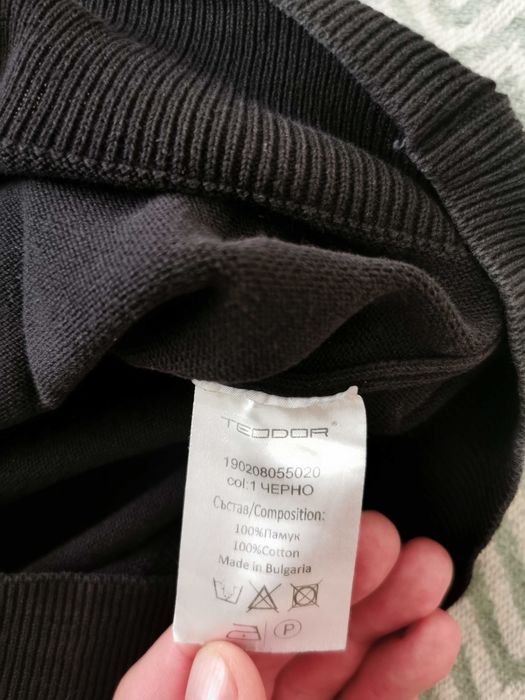 TEODOR®
190208055020
col:1 ЧЕРНО
Състав/Composition:
100%Памук
100%Cotton
Made in Bulgaria
P